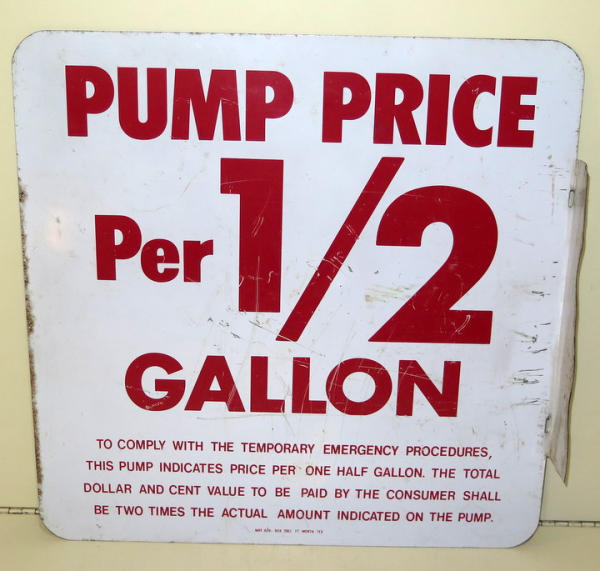 PUMP PRICE
Per 1/2
GALLON
TO COMPLY WITH THE TEMPORARY EMERGENCY PROCEDURES,
THIS PUMP INDICATES PRICE PER ONE HALF GALLON. THE TOTAL
DOLLAR AND CENT VALUE TO BE PAID BY THE CONSUMER SHALL
BE TWO TIMES THE ACTUAL AMOUNT INDICATED ON THE PUMP.